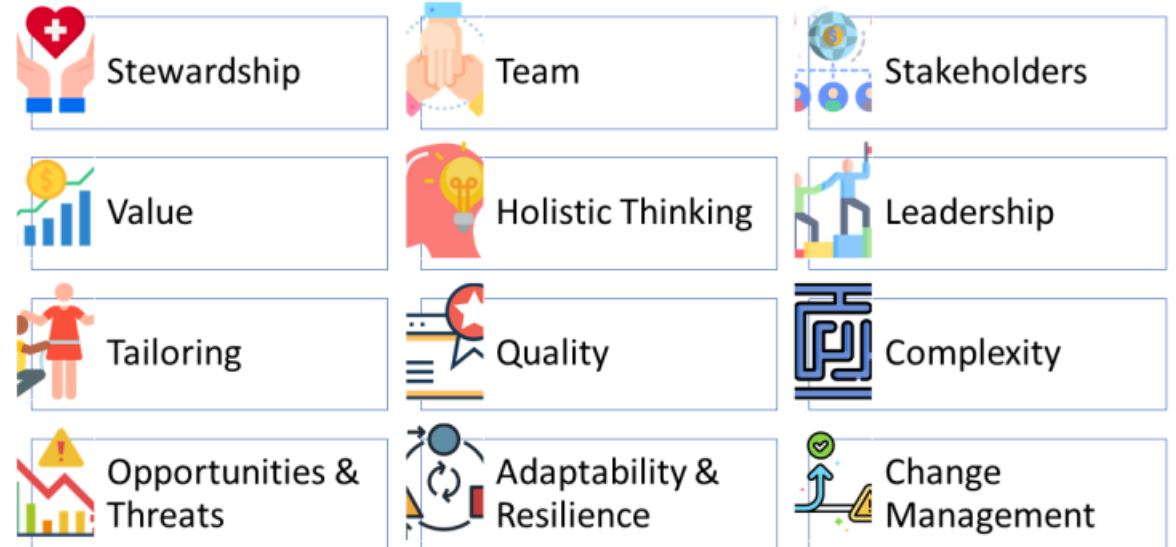 Stewardship
Team
Stakeholders
Value
Holistic Thinking
Leadership
Tailoring
Quality
Complexity
Opportunities &
Threats
Adaptability &
Resilience
Change
Management